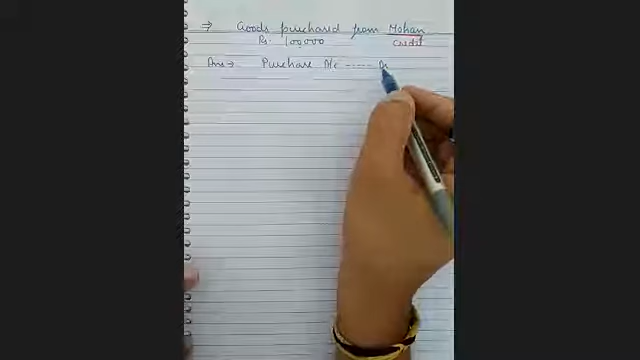 ⇒ Goods purchased from Mohan
Rs. 100000 credit
Ans → Purchase A/c ----- Dr